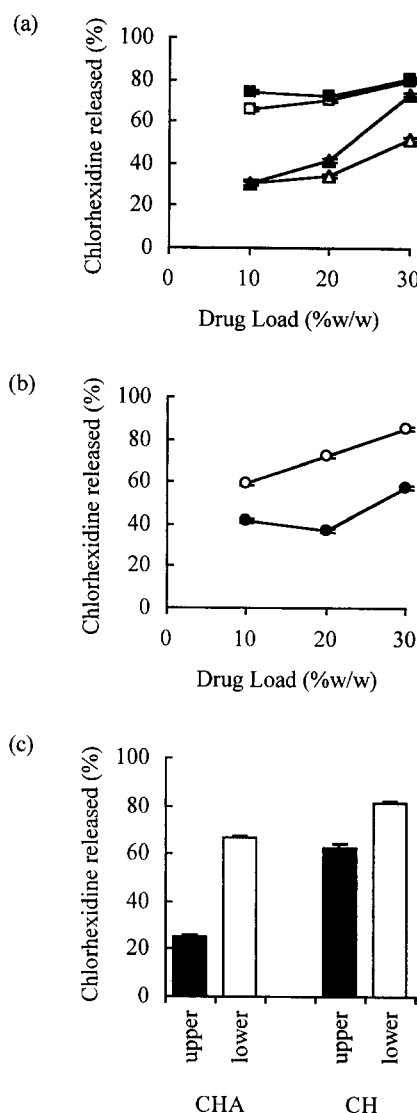 (a)
Chlorhexidine released (%)
100
80
60
40
20
0
0 10 20 30
Drug Load (%w/w)
(b)
Chlorhexidine released (%)
100
80
60
40
20
0
0 10 20 30
Drug Load (%w/w)
(c)
Chlorhexidine released (%)
100
80
60
40
20
0
upper lower upper lower
CHA CH